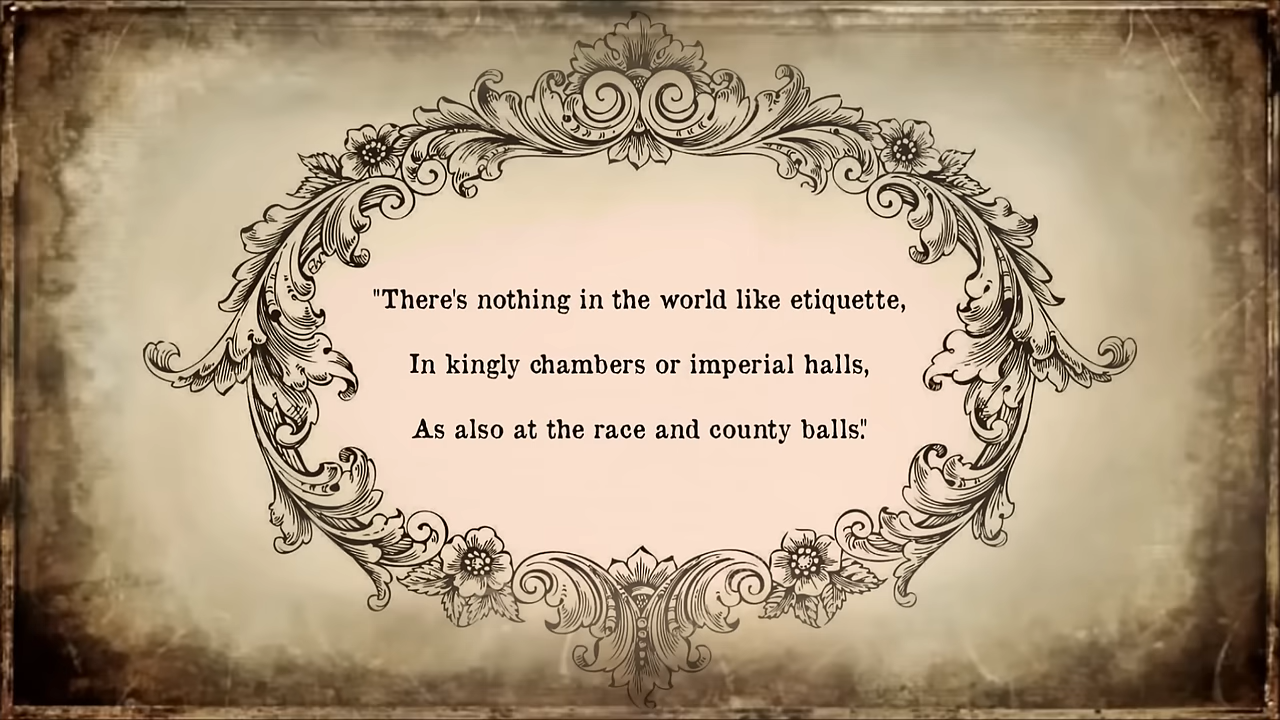 "There's nothing in the world like etiquette,
In kingly chambers or imperial halls,
As also at the race and county balls."